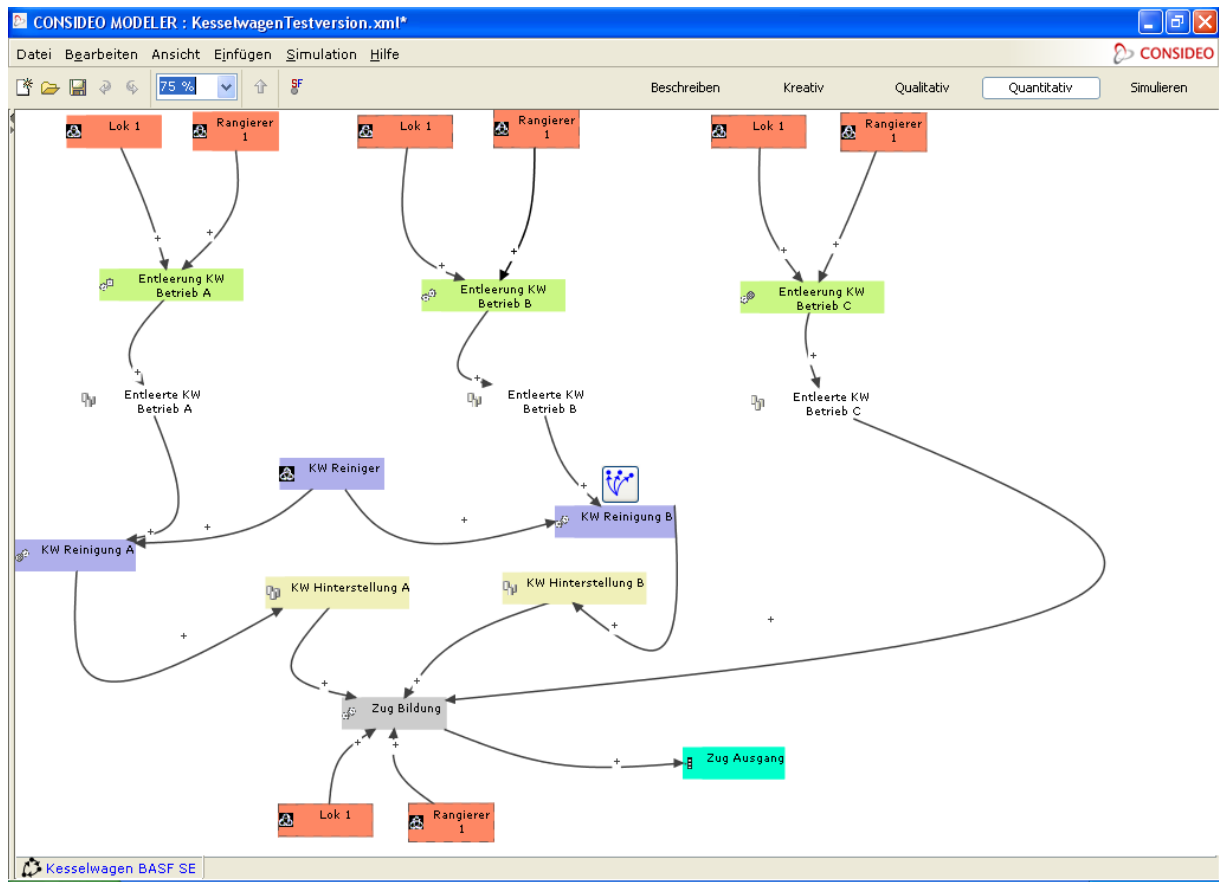 CONSIDEO MODELER : KesselwagenTestversion.xml*
Datei Bearbeiten Ansicht Einfügen Simulation Hilfe
CONSIDEO
75 %
SF
Beschreiben Kreativ Qualitativ Quantitativ Simulieren
Lok 1
Rangierer
1
Lok 1
Rangierer
1
Lok 1
Rangierer
1
+
+
+
+
+
+
Entleerung KW
Betrieb A
Entleerung KW
Betrieb B
Entleerung KW
Betrieb C
+
+
+
Entleerte KW
Betrieb A
Entleerte KW
Betrieb B
Entleerte KW
Betrieb C
KW Reiniger
+
+
+
+
KW Reinigung B
KW Reinigung A
KW Hinterstellung A
KW Hinterstellung B
+
+
+
+
+
Zug Bildung
+
+
+
Zug Ausgang
Lok 1
Rangierer
1
Kesselwagen BASF SE